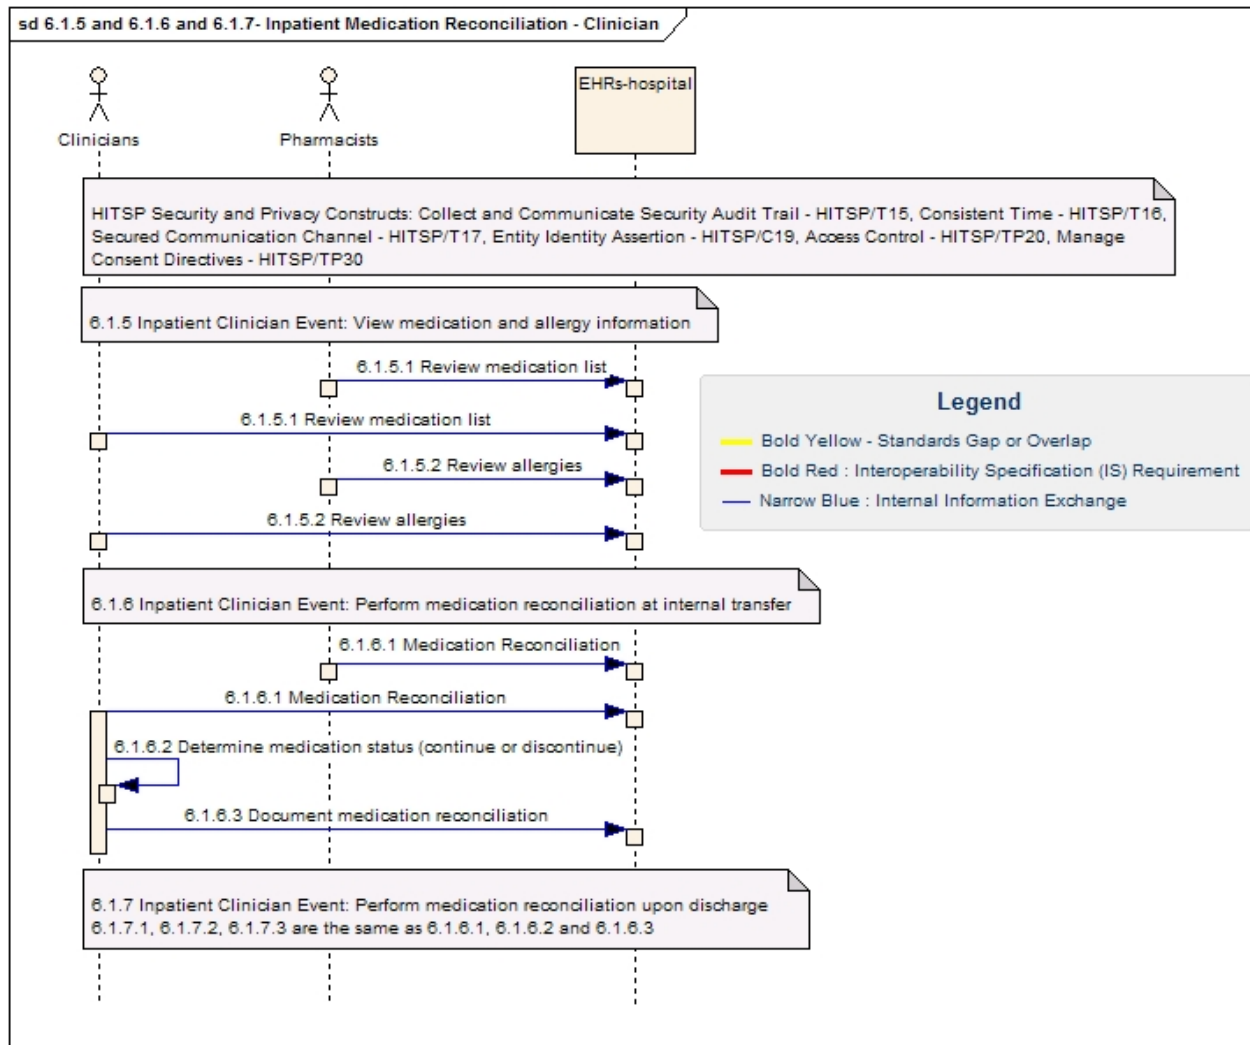 sd 6.1.5 and 6.1.6 and 6.1.7- Inpatient Medication Reconciliation - Clinician
Clinicians
Pharmacists
EHRs-hospital
HITSP Security and Privacy Constructs: Collect and Communicate Security Audit Trail - HITSP/T15, Consistent Time - HITSP/T16,
Secured Communication Channel - HITSP/T17, Entity Identity Assertion - HITSP/C19, Access Control - HITSP/TP20, Manage
Consent Directives - HITSP/TP30
6.1.5 Inpatient Clinician Event: View medication and allergy information
6.1.5.1 Review medication list
6.1.5.1 Review medication list
6.1.5.2 Review allergies
6.1.5.2 Review allergies
Legend
Bold Yellow - Standards Gap or Overlap
Bold Red : Interoperability Specification (IS) Requirement
Narrow Blue : Internal Information Exchange
6.1.6 Inpatient Clinician Event: Perform medication reconciliation at internal transfer
6.1.6.1 Medication Reconciliation
6.1.6.1 Medication Reconciliation
6.1.6.2 Determine medication status (continue or discontinue)
6.1.6.3 Document medication reconciliation
6.1.7 Inpatient Clinician Event: Perform medication reconciliation upon discharge
6.1.7.1, 6.1.7.2, 6.1.7.3 are the same as 6.1.6.1, 6.1.6.2 and 6.1.6.3